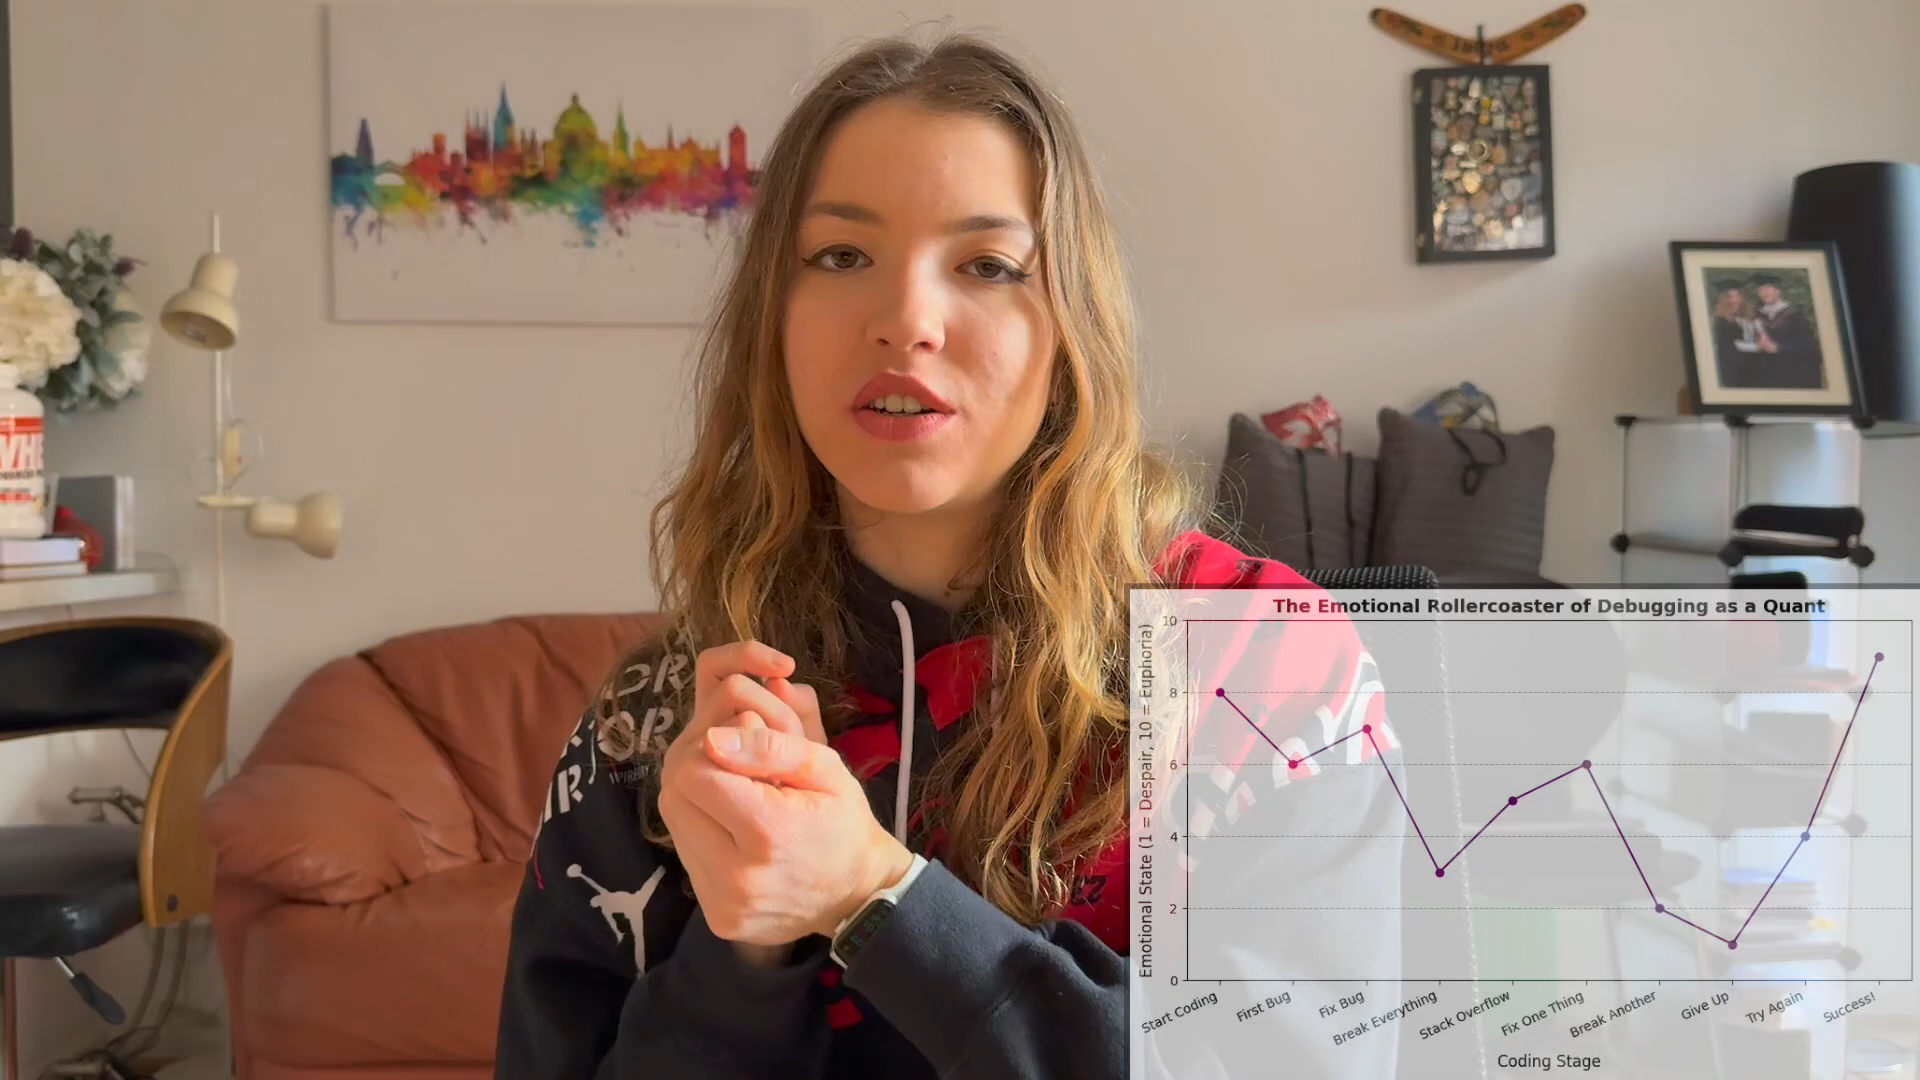 The Emotional Rollercoaster of Debugging as a Quant
Emotional State (1 = Despair, 10 = Euphoria)
10
8
6
4
2
0
Start Coding
First Bug
Fix Bug
Break Everything
Stack Overflow
Fix One Thing
Break Another
Give Up
Try Again
Success!
Coding Stage